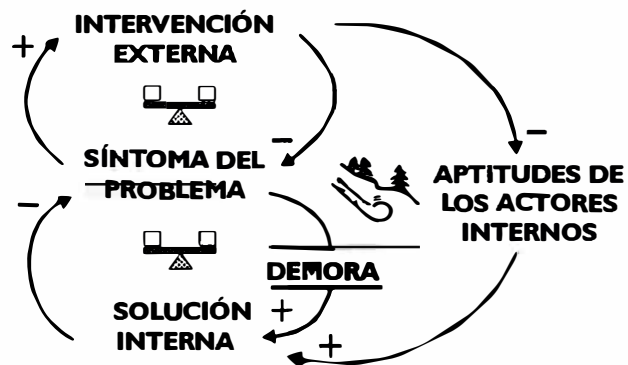 INTERVENCIÓN
EXTERNA
+
−
−
SÍNTOMA DEL
PROBLEMA
−
APTITUDES DE
LOS ACTORES
INTERNOS
DEMORA
SOLUCIÓN
INTERNA
+
+